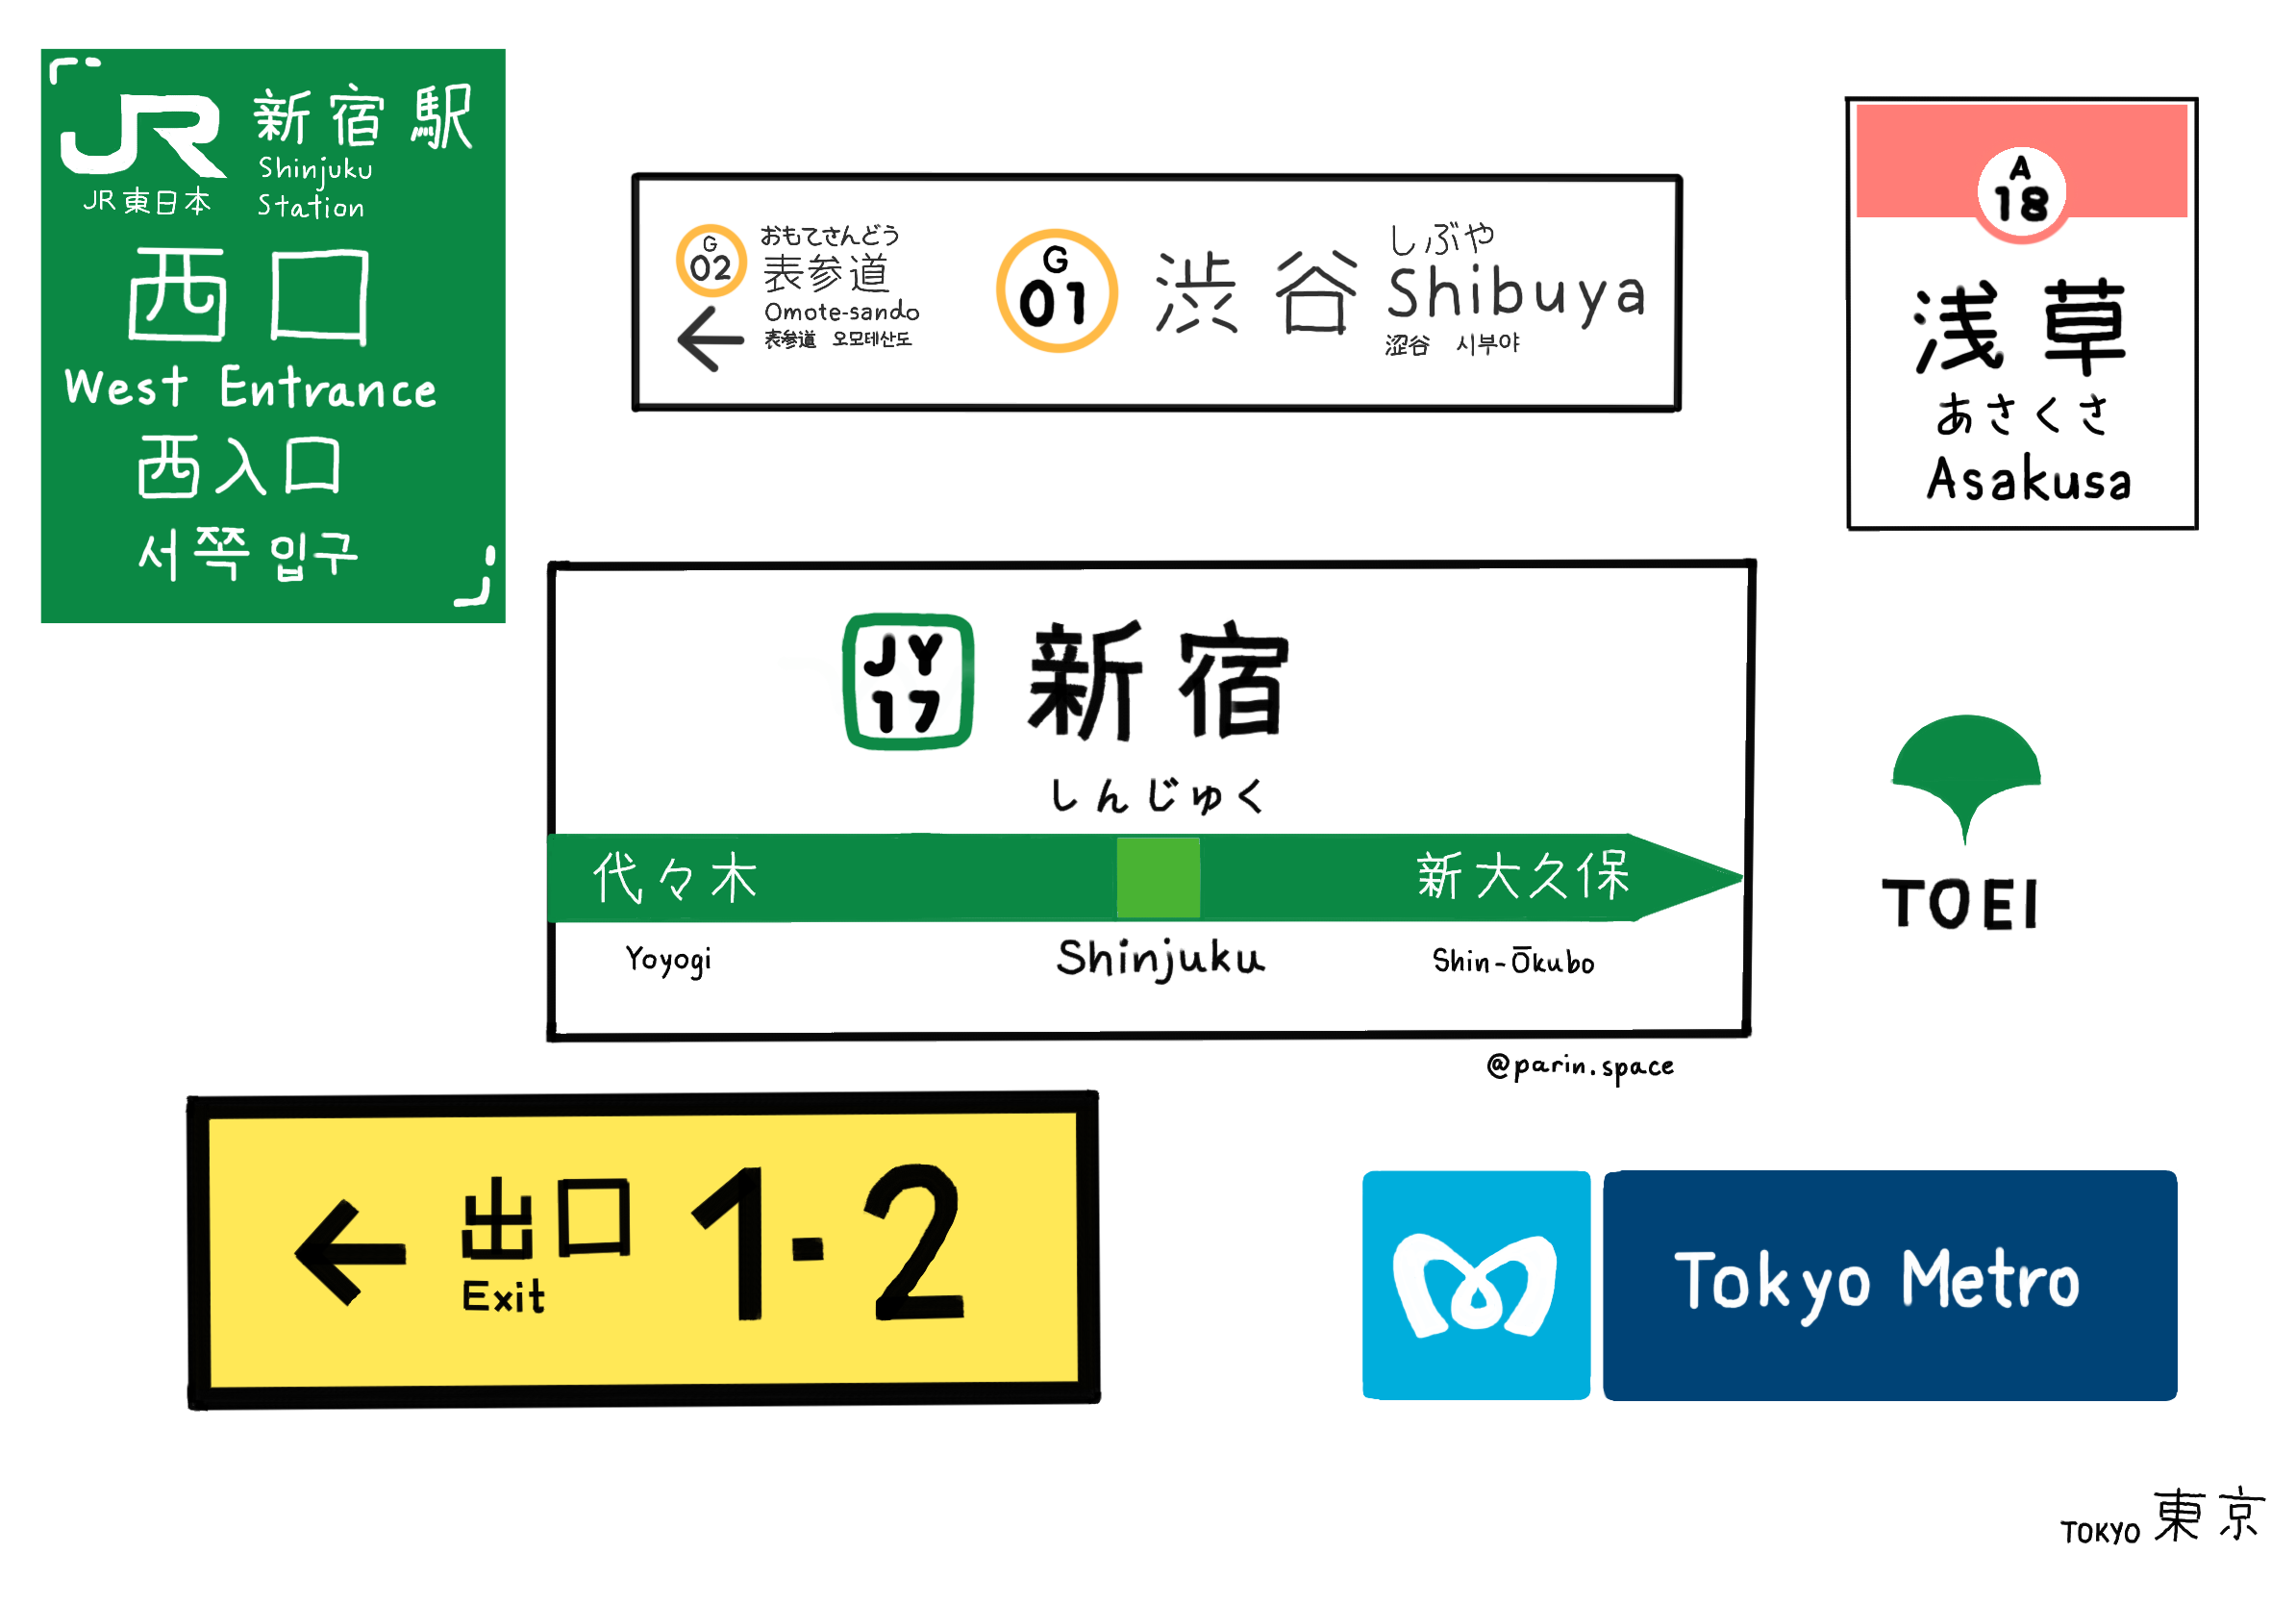 JR 新宿駅
Shinjuku
Station
JR東日本
西口
West Entrance
西入口
서쪽 입구
G
02
おもてさんどう
表参道
Omote-sando
表参道 오모테산도
←
G
01
渋谷
しぶや
Shibuya
涩谷 시부야
A
18
浅草
あさくさ
Asakusa
JY
17
新宿
しんじゅく
代々木 新大久保
Yoyogi Shinjuku Shin-Ōkubo
TOEI
@parin.space
← 出口 1-2
Exit
Tokyo Metro
TOKYO 東京